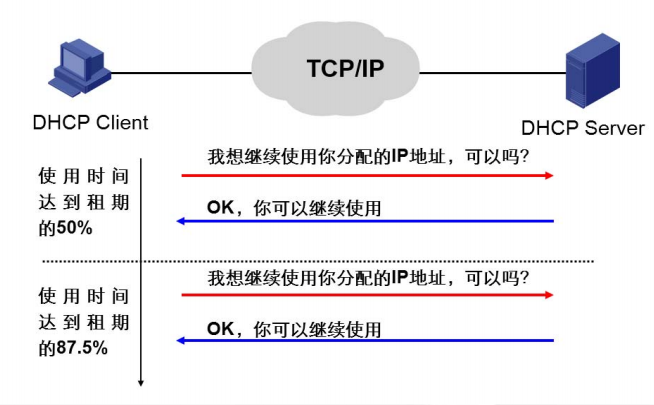 TCP/IP
DHCP Client
DHCP Server
我想继续使用你分配的IP地址，可以吗?
使用时间
达到租期
的50%
OK，你可以继续使用
我想继续使用你分配的IP地址，可以吗?
使用时间
达到租期
的87.5%
OK，你可以继续使用